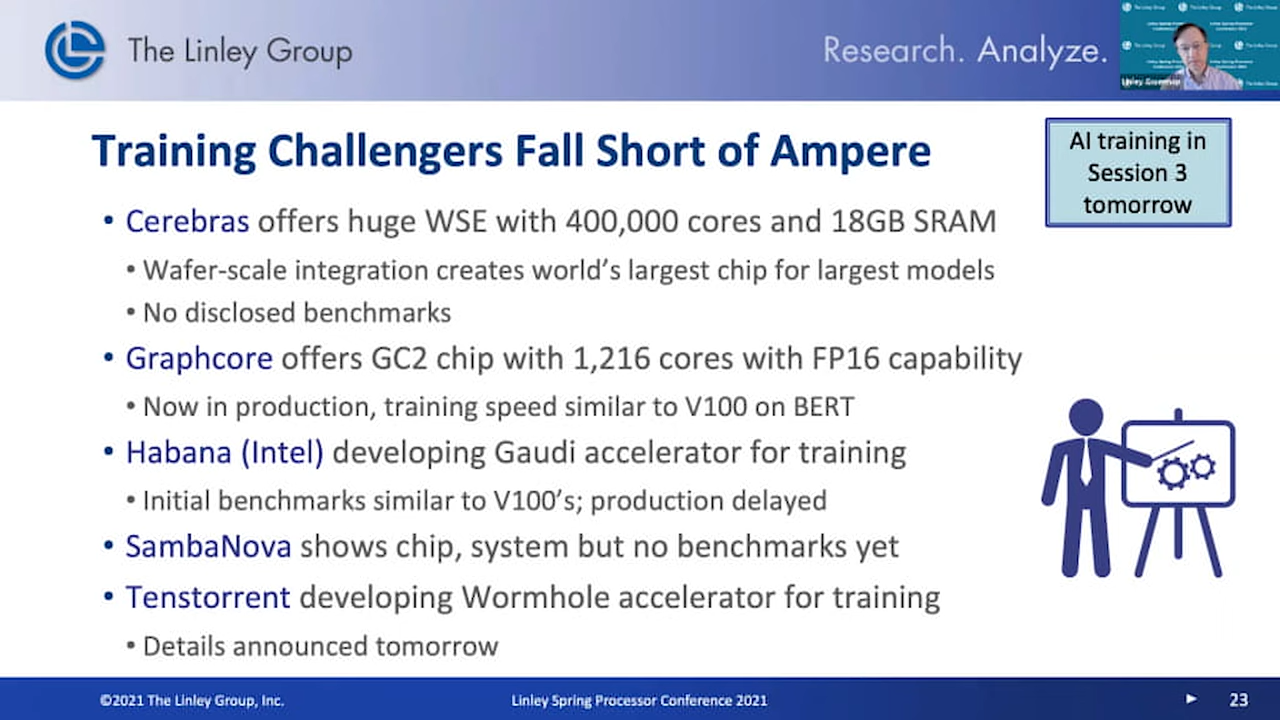 The Linley Group
Research. Analyze.
Linley Gwennap
Training Challengers Fall Short of Ampere
AI training in
Session 3
tomorrow
• Cerebras offers huge WSE with 400,000 cores and 18GB SRAM
• Wafer-scale integration creates world's largest chip for largest models
• No disclosed benchmarks
• Graphcore offers GC2 chip with 1,216 cores with FP16 capability
• Now in production, training speed similar to V100 on BERT
• Habana (Intel) developing Gaudi accelerator for training
• Initial benchmarks similar to V100's; production delayed
• SambaNova shows chip, system but no benchmarks yet
• Tenstorrent developing Wormhole accelerator for training
• Details announced tomorrow
©2021 The Linley Group, Inc.
Linley Spring Processor Conference 2021
23